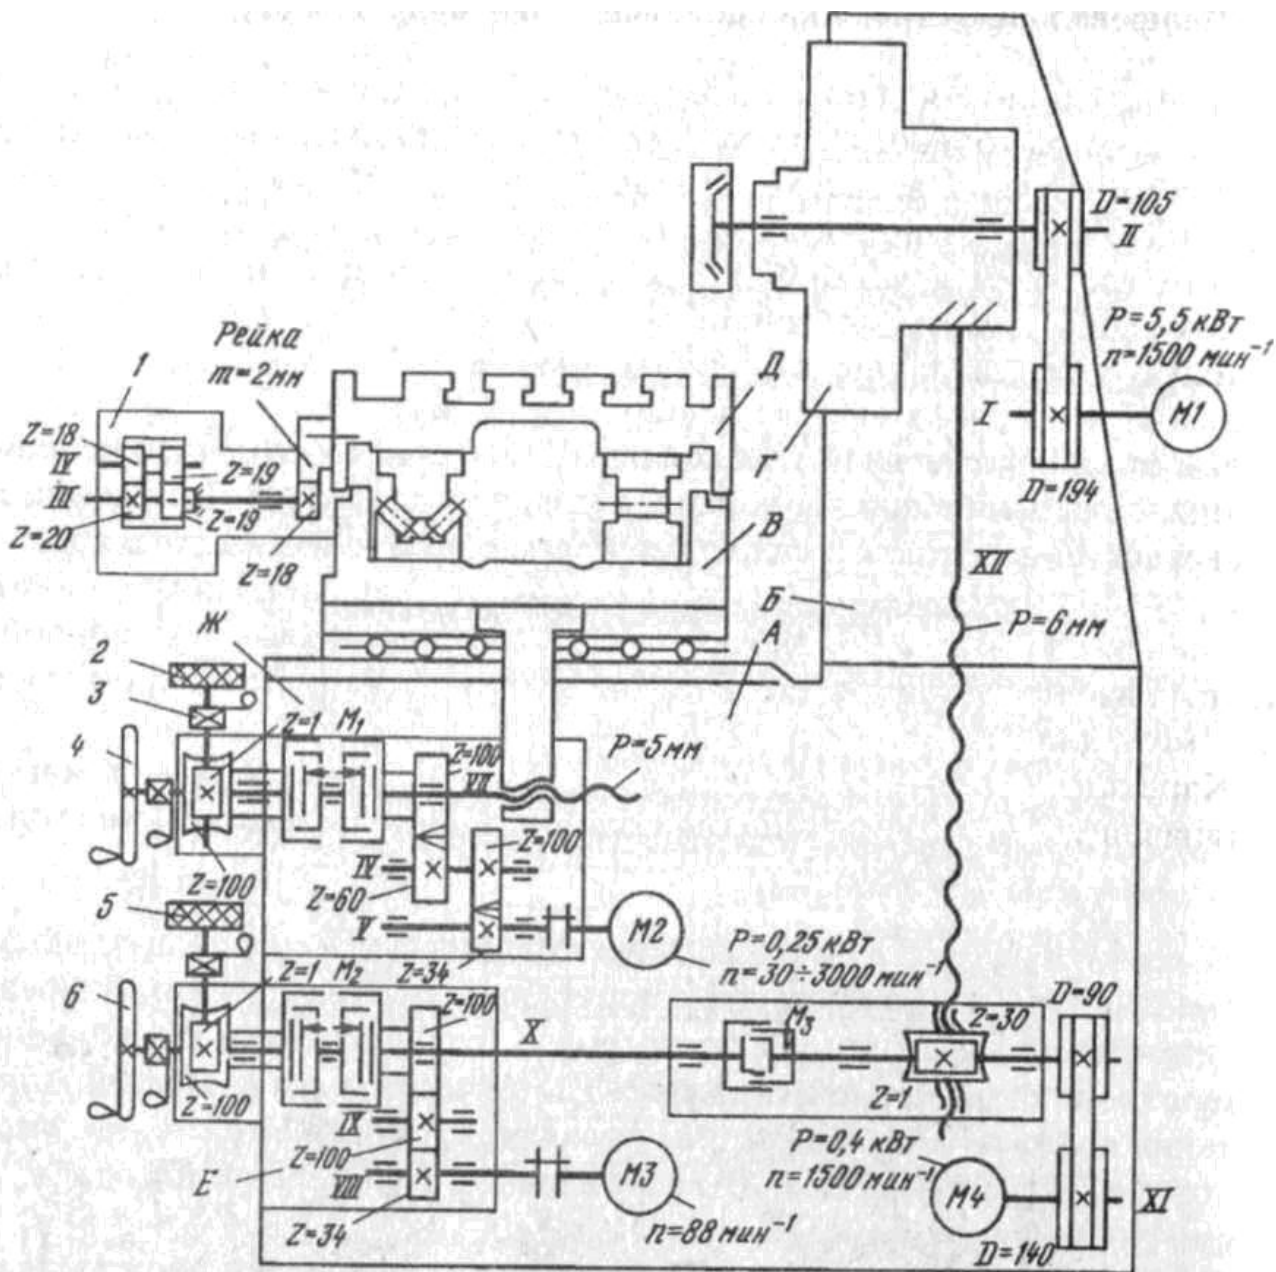 D=105
II
P=5,5 кВт
n=1500 мин⁻¹
Рейка
m=2мм
1
Д
I
M1
Z=18
IV
Z=19
Г
D=194
III
Z=20
Z=19
Z=18
В
XII
Б
А
P=6 мм
Ж
2
3
Z=1 M₁
4
Z=100
VII
P=5 мм
Z=100
Z=100
IV
Z=60
5
V
M2
P=0,25 кВт
n=30÷3000 мин⁻¹
Z=34
Z=1 M₂
6
Z=100
X
M₃
Z=30
D=90
Z=100
Z=1
IX
Z=100
P=0,4 кВт
n=1500 мин⁻¹
Е
VIII
M3
M4
XI
Z=34
n=88 мин⁻¹
D=140